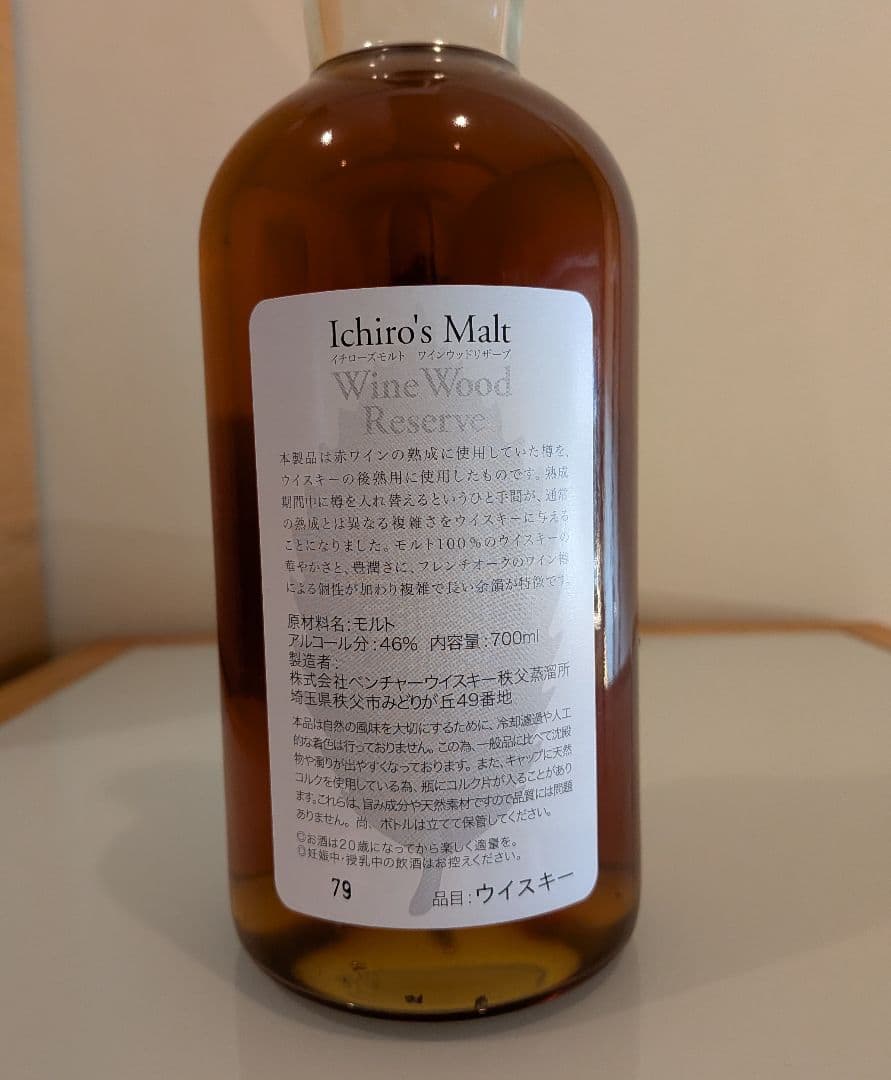 Ichiro's Malt
イチローズモルト ワインウッドリザーブ
Wine Wood
Reserve
本製品は赤ワインの熟成に使用していた樽を、
ウイスキーの後熟用に使用したものです。熟成
期間中に樽を入れ替えるというひと手間が、通常
の熟成とは異なる複雑さをウイスキーに与える
ことになりました。モルト100%のウイスキーの
華やかさと、豊潤さに、フレンチオークのワイン樽
による個性が加わり複雑で長い余韻が特徴です。
原材料名:モルト
アルコール分:46% 内容量:700ml
製造者:
株式会社ベンチャーウイスキー秩父蒸溜所
埼玉県秩父市みどりが丘49番地
本品は自然の風味を大切にするために、冷却濾過や人工
的な着色は行っておりません。この為、一般品に比べて沈殿
物や濁りが出やすくなっております。また、キャップに天然
コルクを使用している為、瓶にコルク片が入ることがあり
ます。これらは、旨み成分や天然素材ですので品質には問題
ありません。尚、ボトルは立てて保管してください。
◎お酒は20歳になってから楽しく適量を。
◎妊娠中・授乳中の飲酒はお控えください。
79 品目:ウイスキー